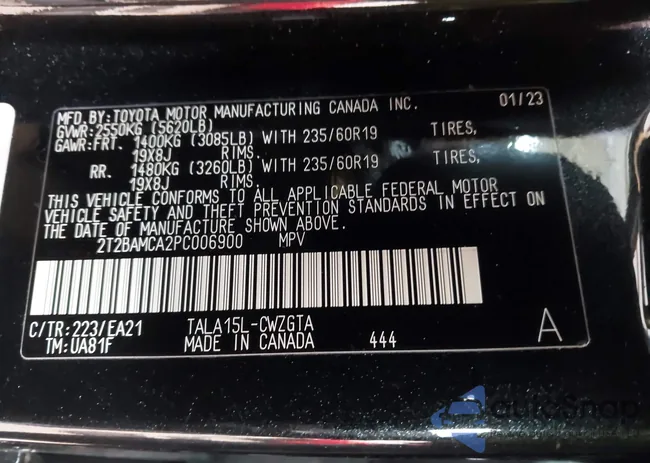 MFD.BY:TOYOTA MOTOR MANUFACTURING CANADA INC. 01/23
GVWR:2550KG (5620LB)
GAWR:FRT. 1400KG (3085LB) WITH 235/60R19 TIRES,
19X8J RIMS.
RR. 1480KG (3260LB) WITH 235/60R19 TIRES,
19X8J RIMS.
THIS VEHICLE CONFORMS TO ALL APPLICABLE FEDERAL MOTOR
VEHICLE SAFETY AND THEFT PREVENTION STANDARDS IN EFFECT ON
THE DATE OF MANUFACTURE SHOWN ABOVE.
2T2BAMCA2PC006900 MPV
C/TR:223/EA21 TALA15L-CWZGTA
TM:UA81F MADE IN CANADA 444 A
autoSnap